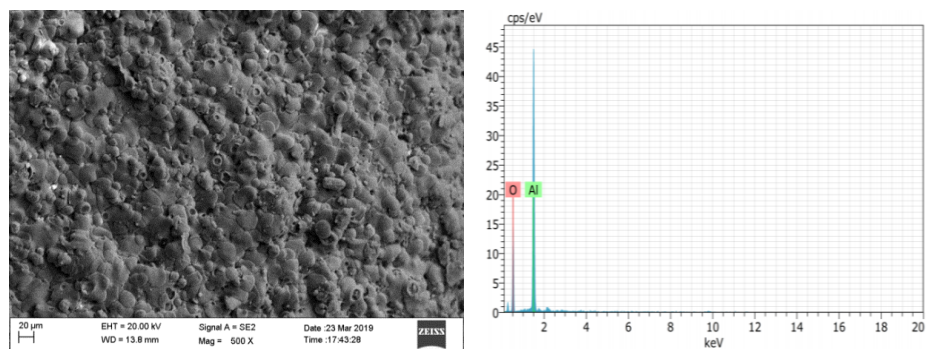 20 µm
EHT = 20.00 kV
WD = 13.8 mm
Signal A = SE2
Mag = 500 X
Date :23 Mar 2019
Time :17:43:28
ZEISS
cps/eV
45
40
35
30
25
20
15
10
5
0
O
Al
2
4
6
8
10
12
14
16
18
20
keV